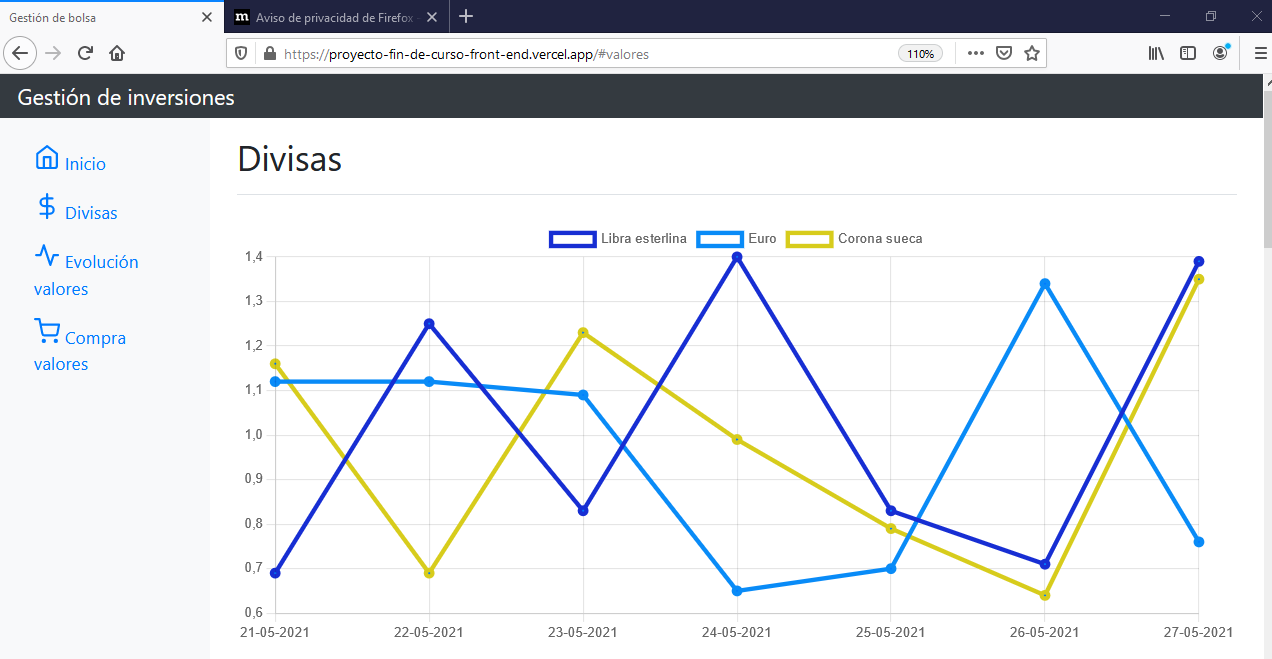 Gestión de bolsa
Aviso de privacidad de Firefox -
https://proyecto-fin-de-curso-front-end.vercel.app/#valores
110%
Gestión de inversiones
Inicio
Divisas
Evolución
valores
Compra
valores
Divisas
Libra esterlina Euro Corona sueca
1,4
1,3
1,2
1,1
1,0
0,9
0,8
0,7
0,6
21-05-2021 22-05-2021 23-05-2021 24-05-2021 25-05-2021 26-05-2021 27-05-2021